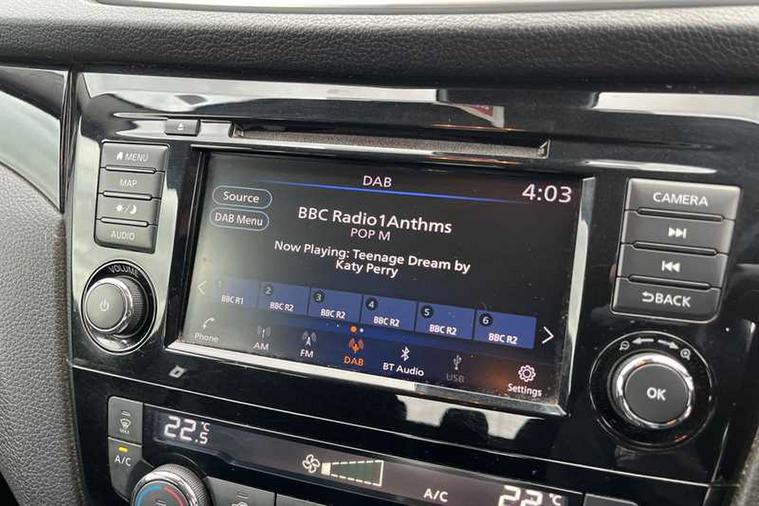 DAB
4:03
Source
DAB Menu
BBC Radio1Anthms
POP M
Now Playing: Teenage Dream by
Katy Perry
1
BBC R1
2
BBC R2
3
BBC R2
4
BBC R2
5
BBC R2
6
BBC R2
Phone
AM
FM
DAB
BT Audio
USB
Settings
MENU
MAP
AUDIO
VOLUME
CAMERA
BACK
OK
MAX
A/C
22.5°C
A/C
22°C